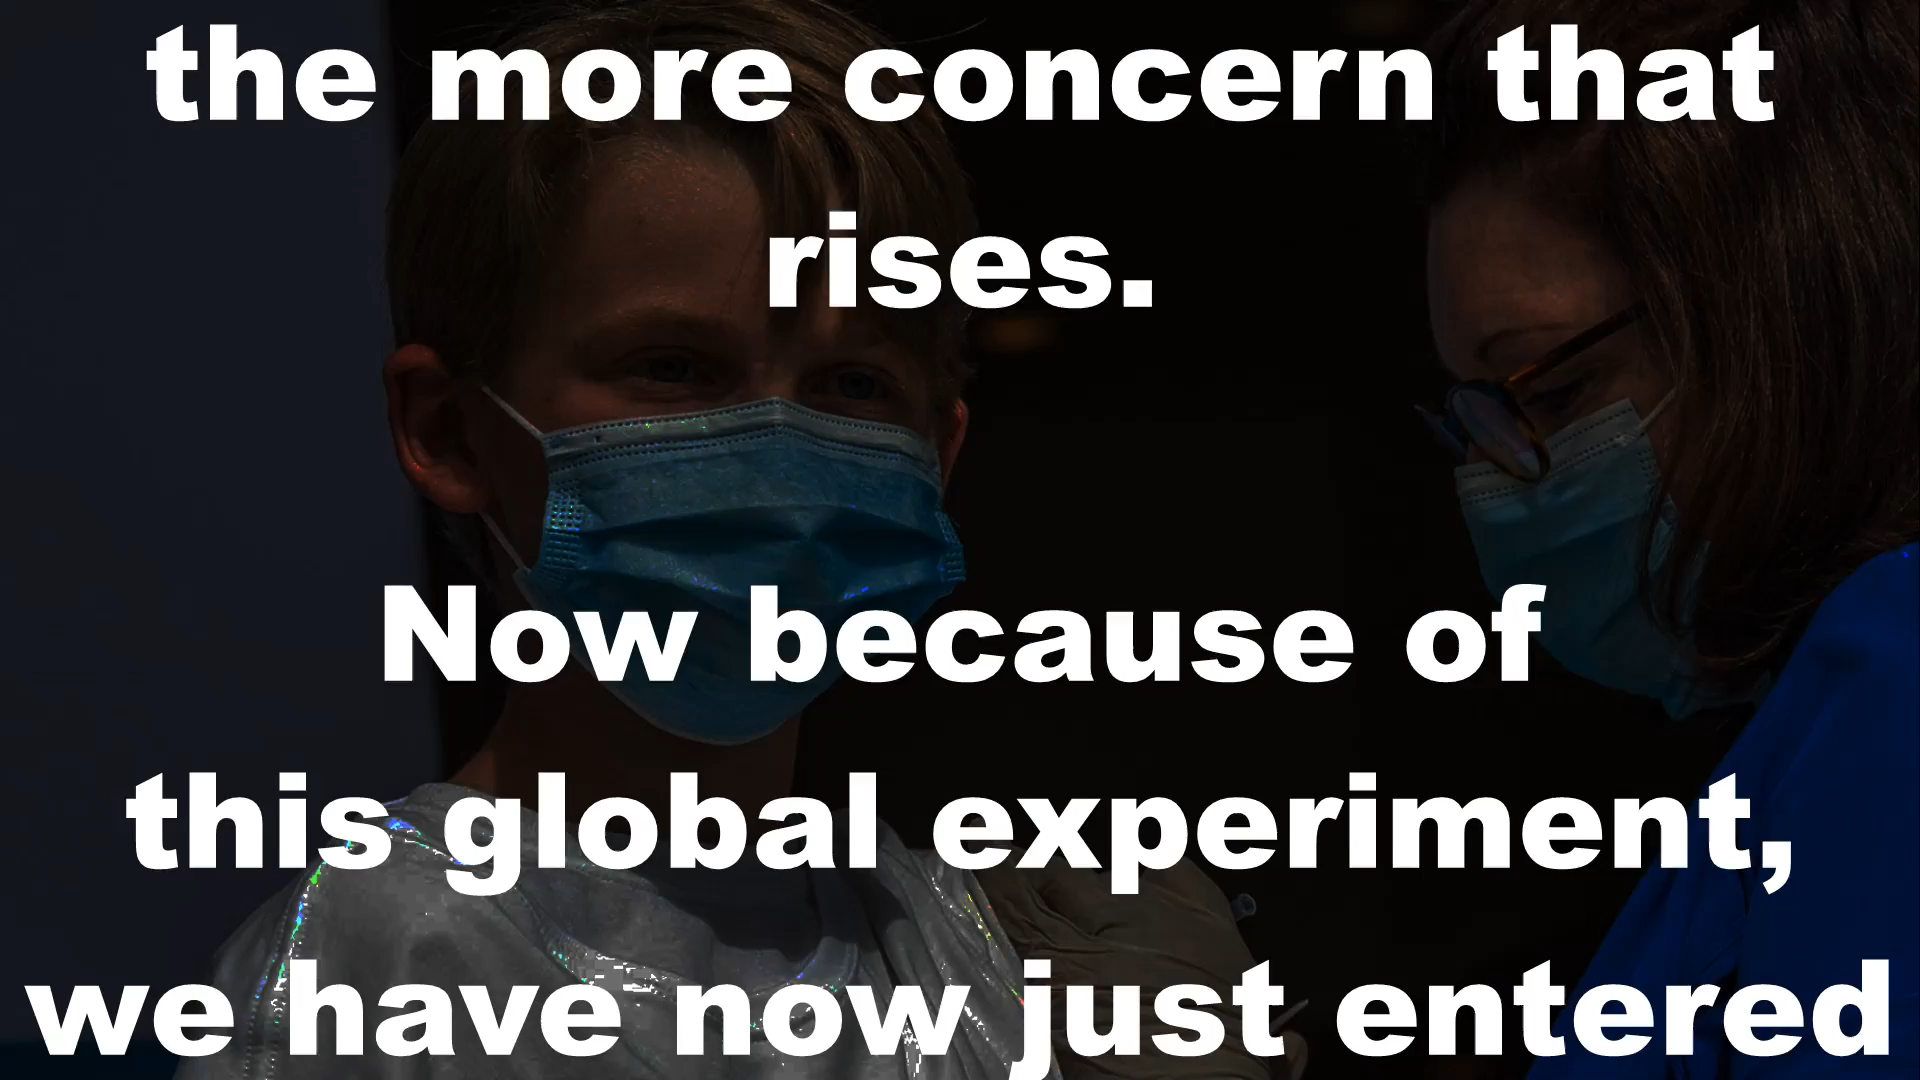 the more concern that
rises.
Now because of
this global experiment,
we have now just entered